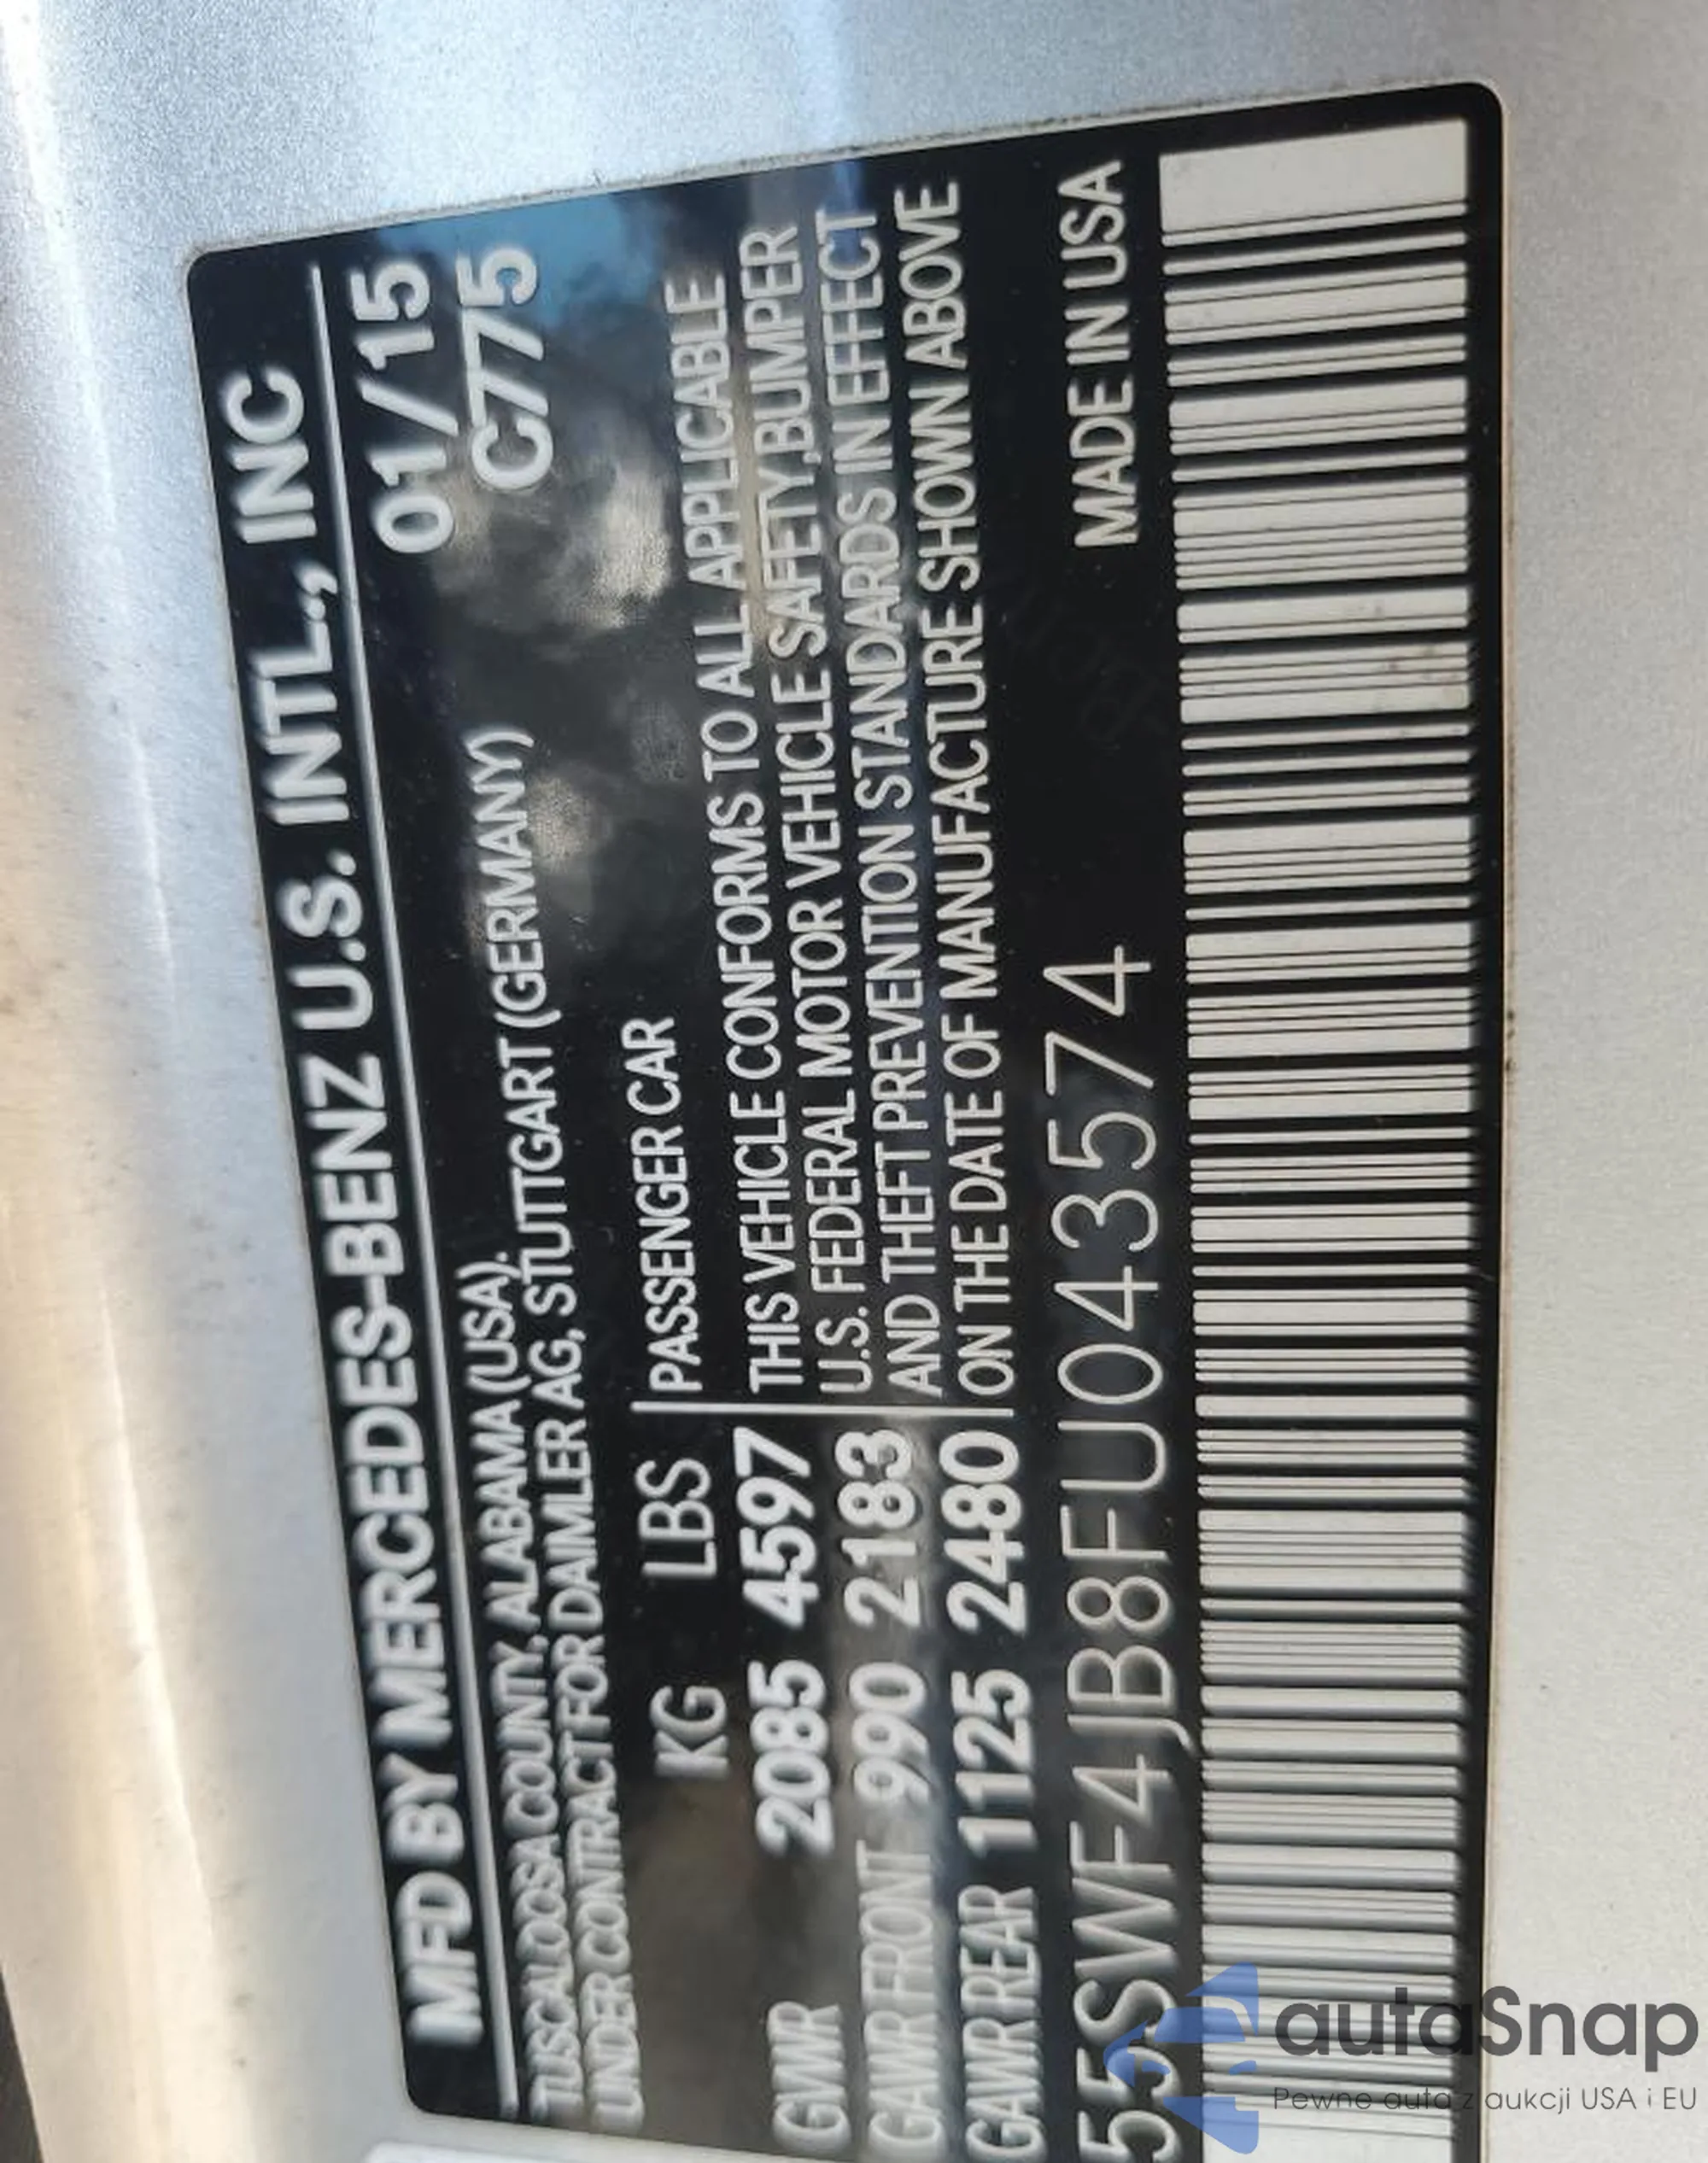 MFD BY MERCEDES-BENZ U.S. INTL., INC
01/15
TUSCALOOSA COUNTY, ALABAMA (USA).
C775
UNDER CONTRACT FOR DAIMLER AG, STUTTGART (GERMANY)
KG LBS PASSENGER CAR
GVWR 2085 4597 THIS VEHICLE CONFORMS TO ALL APPLICABLE
U.S. FEDERAL MOTOR VEHICLE SAFETY,BUMPER
GAWR FRONT 990 2183 AND THEFT PREVENTION STANDARDS IN EFFECT
GAWR REAR 1125 2480 ON THE DATE OF MANUFACTURE SHOWN ABOVE
55SWF4JB8FU043574 MADE IN USA
autaSnap
Pewne auta z aukcji USA i EU